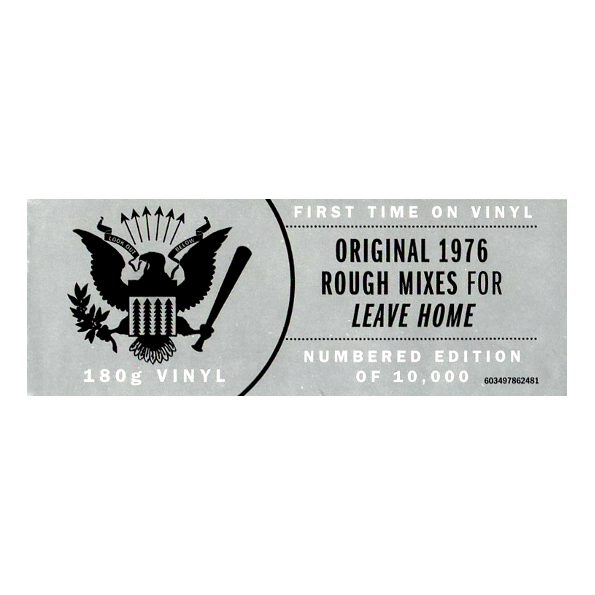 LOOK OUT BELOW
180g VINYL
FIRST TIME ON VINYL
ORIGINAL 1976
ROUGH MIXES FOR
LEAVE HOME
NUMBERED EDITION
OF 10,000
603497862481